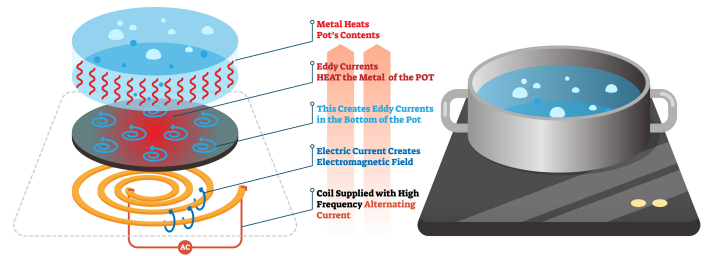 Metal Heats
Pot's Contents
Eddy Currents
HEAT the Metal of the POT
This Creates Eddy Currents
in the Bottom of the Pot
Electric Current Creates
Electromagnetic Field
Coil Supplied with High
Frequency Alternating
Current
AC